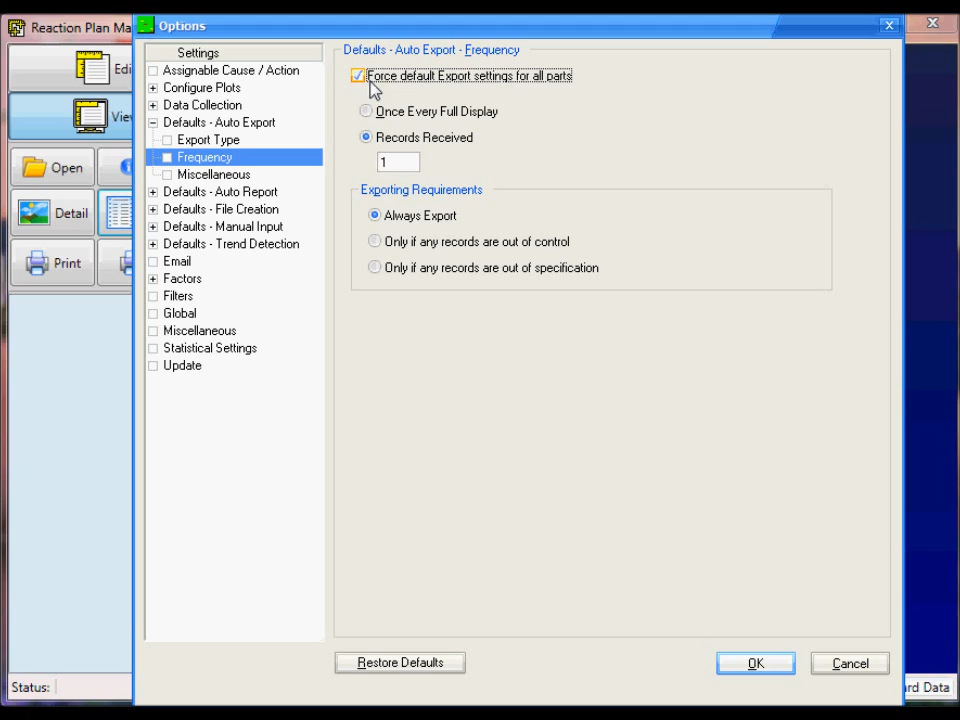 Reaction Plan Ma
Options
Edi
Vie
Open
Detail
Print
Status:
Settings
Assignable Cause / Action
Configure Plots
Data Collection
Defaults - Auto Export
Export Type
Frequency
Miscellaneous
Defaults - Auto Report
Defaults - File Creation
Defaults - Manual Input
Defaults - Trend Detection
Email
Factors
Filters
Global
Miscellaneous
Statistical Settings
Update
Defaults - Auto Export - Frequency
Force default Export settings for all parts
Once Every Full Display
Records Received
1
Exporting Requirements
Always Export
Only if any records are out of control
Only if any records are out of specification
Restore Defaults
OK
Cancel
rd Data